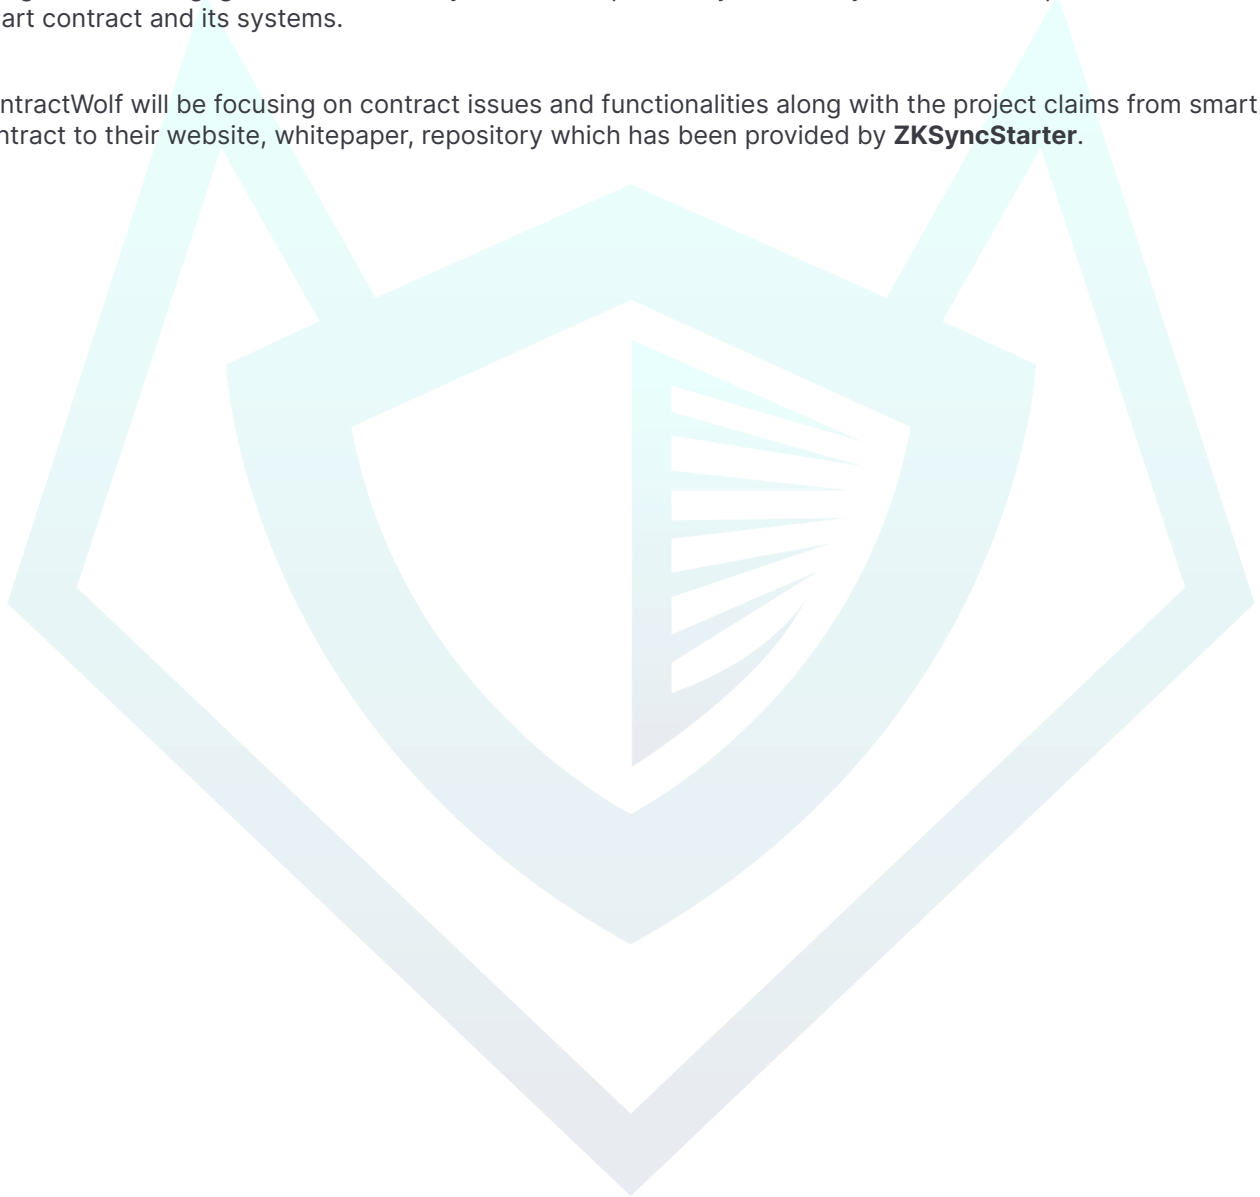 art contract and its systems.
ntractWolf will be focusing on contract issues and functionalities along with the project claims from smart
ntract to their website, whitepaper, repository which has been provided by ZKSyncStarter.